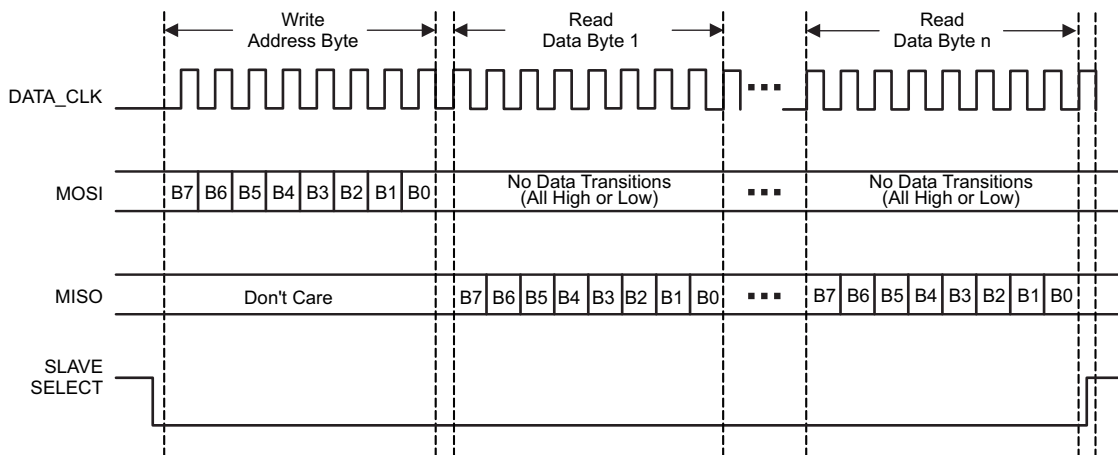 Write
Address Byte
Read
Data Byte 1
Read
Data Byte n
DATA_CLK
MOSI
B7 B6 B5 B4 B3 B2 B1 B0
No Data Transitions
(All High or Low)
No Data Transitions
(All High or Low)
MISO
Don't Care
B7 B6 B5 B4 B3 B2 B1 B0
B7 B6 B5 B4 B3 B2 B1 B0
SLAVE
SELECT